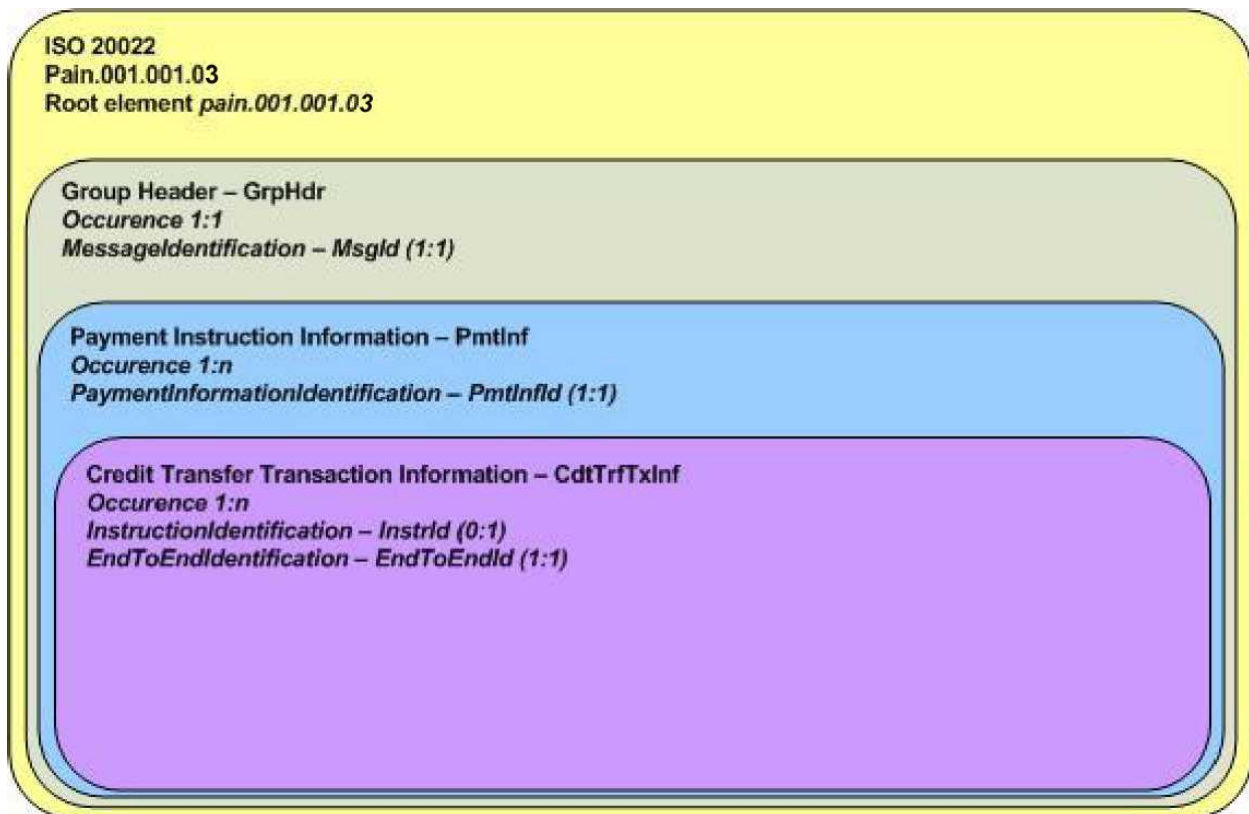 ISO 20022
Pain.001.001.03
Root element pain.001.001.03
Group Header – GrpHdr
Occurence 1:1
MessageIdentification – MsgId (1:1)
Payment Instruction Information – PmtInf
Occurence 1:n
PaymentInformationIdentification – PmtInfId (1:1)
Credit Transfer Transaction Information – CdtTrfTxInf
Occurence 1:n
InstructionIdentification – InstrId (0:1)
EndToEndIdentification – EndToEndId (1:1)